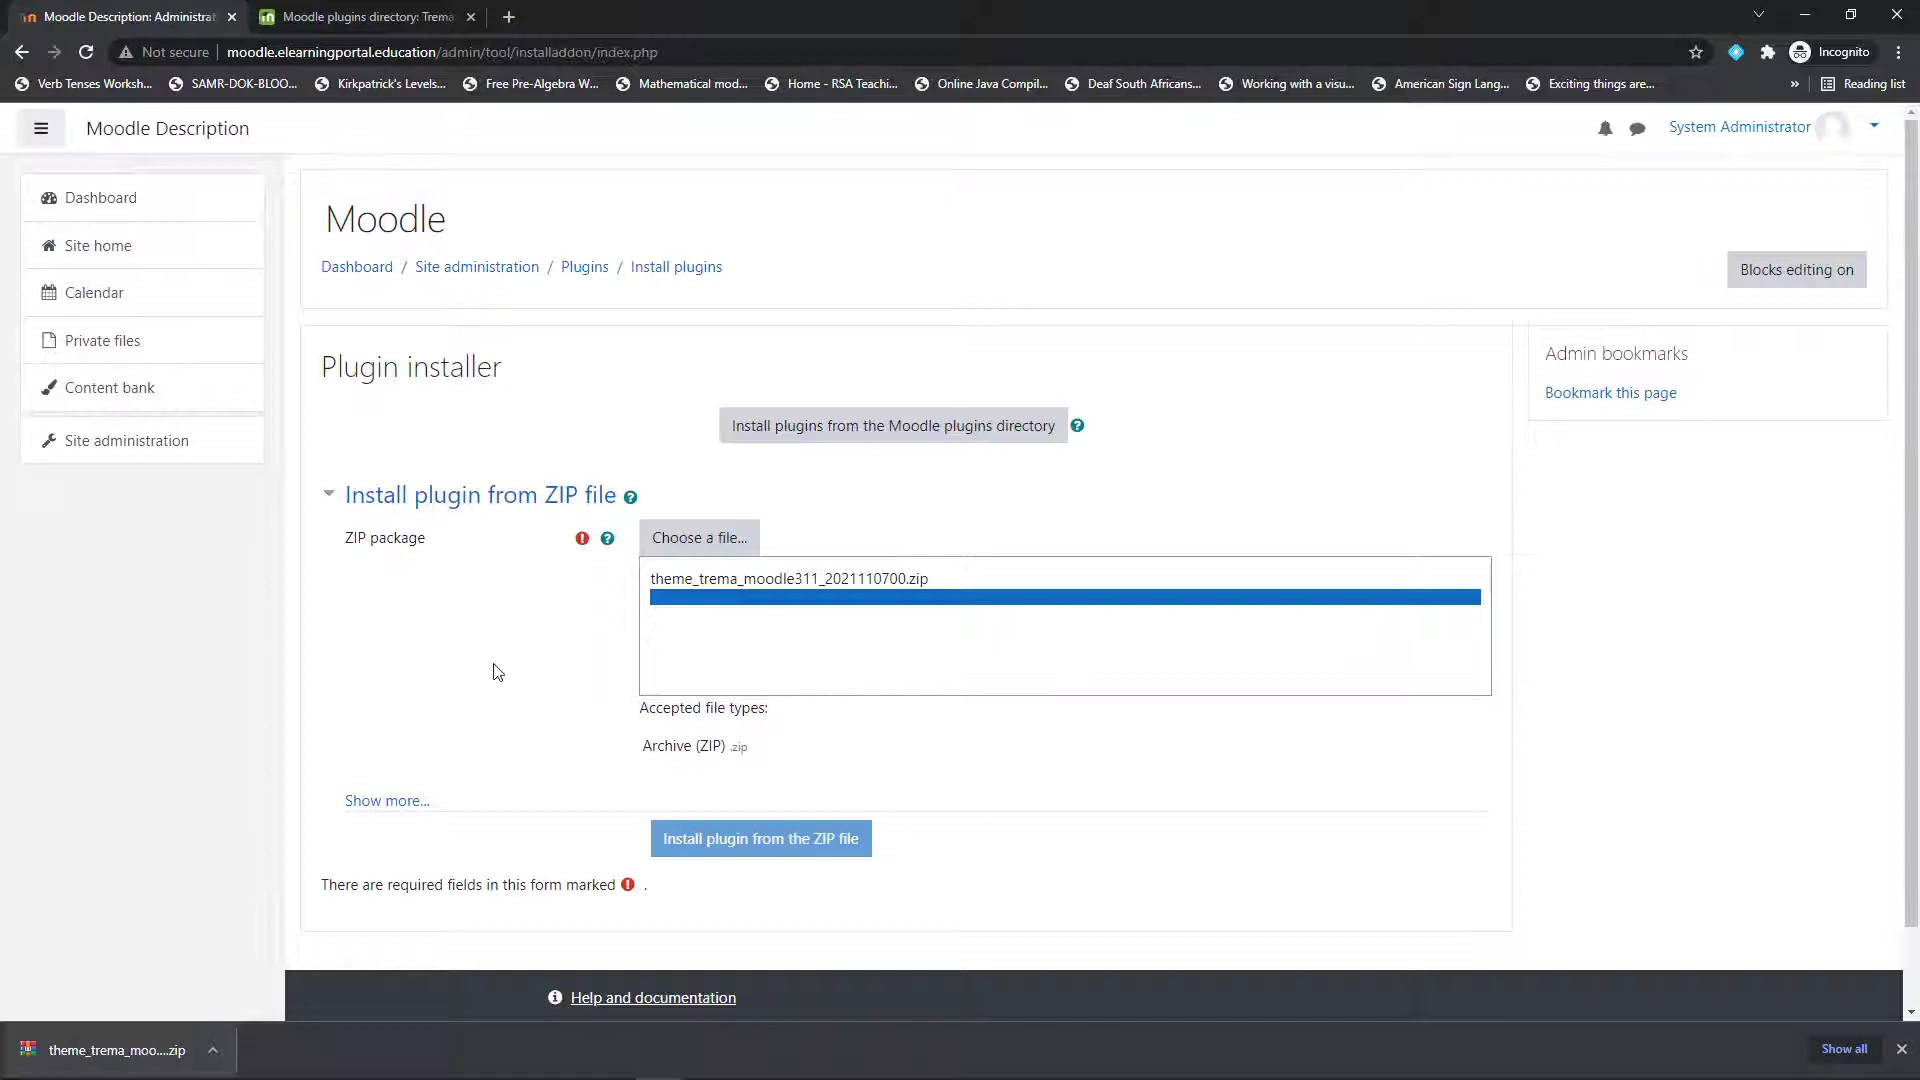 Moodle Description: Administrat
Moodle plugins directory: Trema
Not secure
moodle.elearningportal.education/admin/tool/installaddon/index.php
Incognito
Verb Tenses Worksh...
SAMR-DOK-BLOO...
Kirkpatrick's Levels...
Free Pre-Algebra W...
Mathematical mod...
Home - RSA Teachi...
Online Java Compil...
Deaf South Africans...
Working with a visu...
American Sign Lang...
Exciting things are...
»
Reading list
Moodle Description
System Administrator
Dashboard
Site home
Calendar
Private files
Content bank
Site administration
Moodle
Dashboard / Site administration / Plugins / Install plugins
Blocks editing on
Plugin installer
Install plugins from the Moodle plugins directory
Install plugin from ZIP file
ZIP package
Choose a file...
theme_trema_moodle311_2021110700.zip
Accepted file types:
Archive (ZIP) .zip
Show more...
Install plugin from the ZIP file
There are required fields in this form marked .
Admin bookmarks
Bookmark this page
Help and documentation
theme_trema_moo....zip
Show all